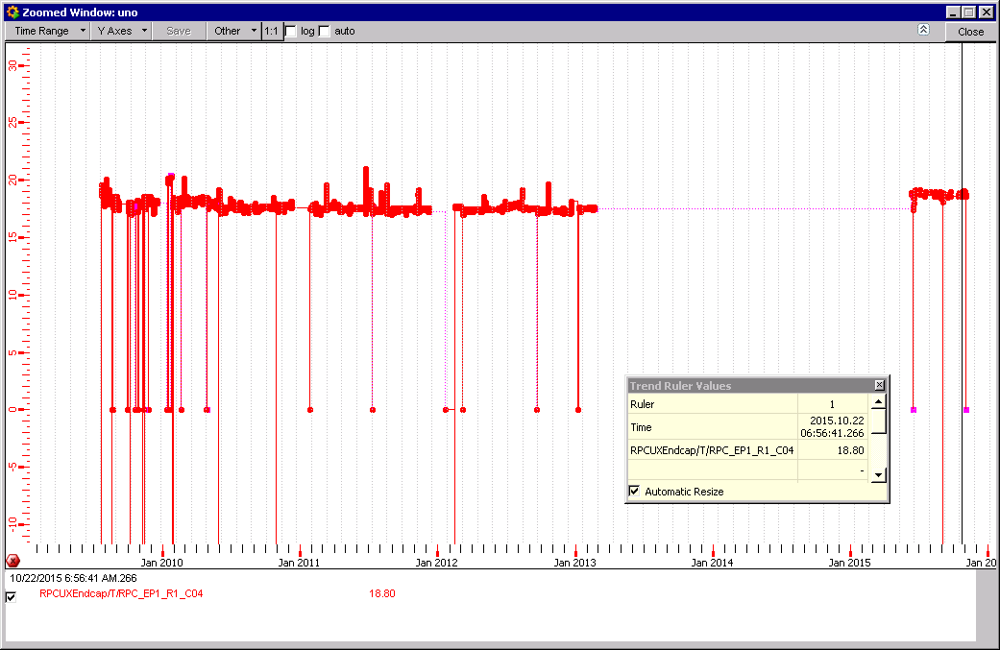 Zoomed Window: uno
Time Range Y Axes Save Other 1:1 log auto Close
30
25
20
15
10
5
0
-5
-10
Trend Ruler Values
Ruler 1
Time 2015.10.22
06:56:41.266
RPCUXEndcap/T/RPC_EP1_R1_C04 18.80
-
Automatic Resize
Jan 2010 Jan 2011 Jan 2012 Jan 2013 Jan 2014 Jan 2015 Jan 20
10/22/2015 6:56:41 AM.266
RPCUXEndcap/T/RPC_EP1_R1_C04 18.80